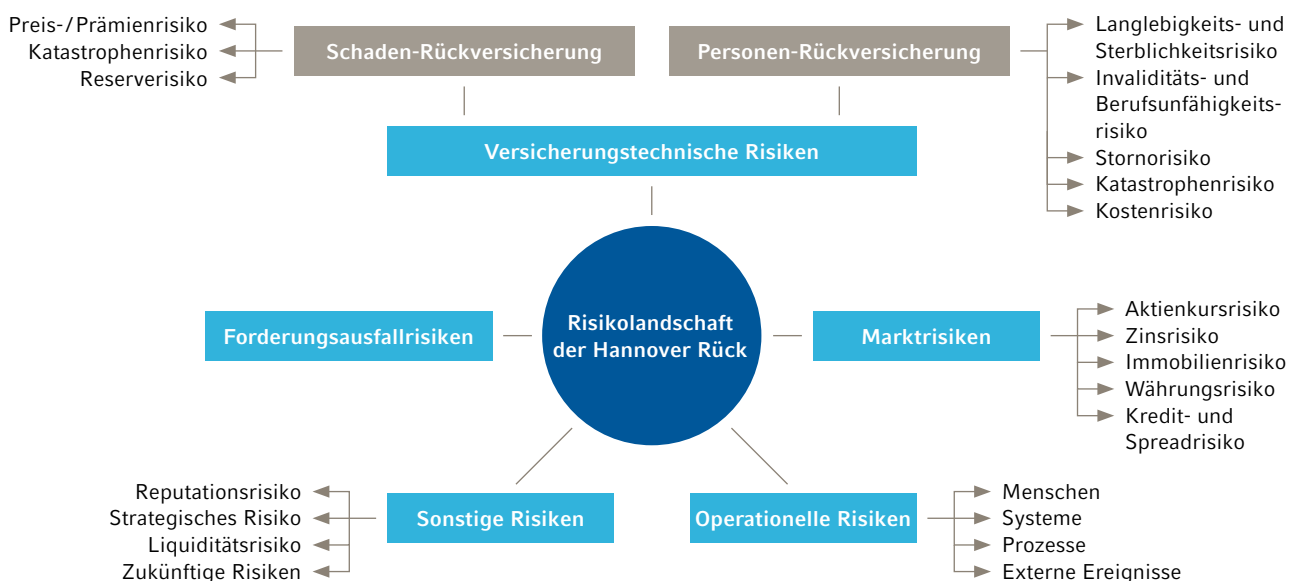 Preis-/Prämienrisiko
Katastrophenrisiko
Reserverisiko
Schaden-Rückversicherung
Personen-Rückversicherung
Langlebigkeits- und
Sterblichkeitsrisiko
Invaliditäts- und
Berufsunfähigkeits-
risiko
Stornorisiko
Katastrophenrisiko
Kostenrisiko
Versicherungstechnische Risiken
Forderungsausfallrisiken
Risikolandschaft
der Hannover Rück
Marktrisiken
Aktienkursrisiko
Zinsrisiko
Immobilienrisiko
Währungsrisiko
Kredit- und
Spreadrisiko
Reputationsrisiko
Strategisches Risiko
Liquiditätsrisiko
Zukünftige Risiken
Sonstige Risiken
Operationelle Risiken
Menschen
Systeme
Prozesse
Externe Ereignisse